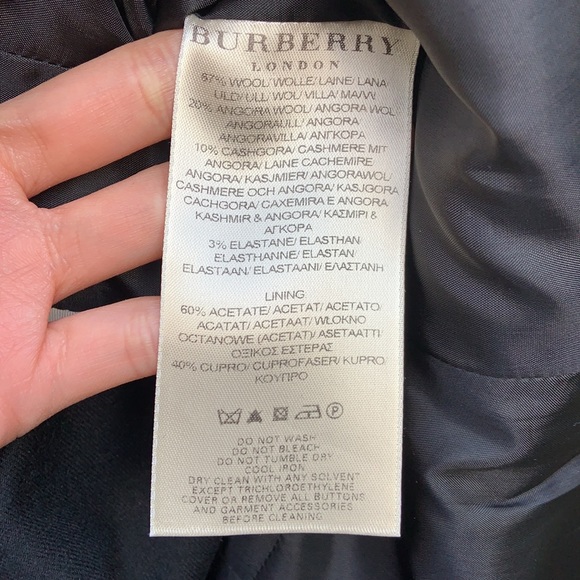 BURBERRY
LONDON
67% WOOL/ WOLLE/ LAINE/ LANA
ULD/ ULL/ WOL/ VILLA/ ΜΑΛΛΙ
20% ANGORA WOOL/ ANGORA WOL
ANGORAULL/ ANGORA
ANGORAVILLA/ ΑΝΓΚΟΡΑ
10% CASHGORA/ CASHMERE MIT
ANGORA/ LAINE CACHEMIRE
ANGORA/ KASJMIER/ ANGORAWOL/
CASHMERE OCH ANGORA/ KASJGORA
CACHGORA/ CAXEMIRA E ANGORA
KASHMIR & ANGORA/ ΚΑΣΜΙΡΙ &
ΑΓΚΟΡΑ
3% ELASTANE/ ELASTHAN
ELASTHANNE/ ELASTAN/
ELASTAAN/ ELASTAANI/ ΕΛΑΣΤΑΝΗ
LINING
60% ACETATE/ ACETAT/ ACETATO/
ACATAT/ ACETAAT/ WLOKNO
OCTANOWE (ACETAT)/ ASETAATTI/
ΟΞΙΚΟΣ ΕΣΤΕΡΑΣ
40% CUPRO/ CUPROFASER/ KUPRO/
ΚΟΥΠΡΟ
P
DO NOT WASH
DO NOT BLEACH
DO NOT TUMBLE DRY
COOL IRON
DRY CLEAN WITH ANY SOLVENT
EXCEPT TRICHLOROETHYLENE
COVER OR REMOVE ALL BUTTONS
AND GARMENT ACCESSORIES
BEFORE CLEANING